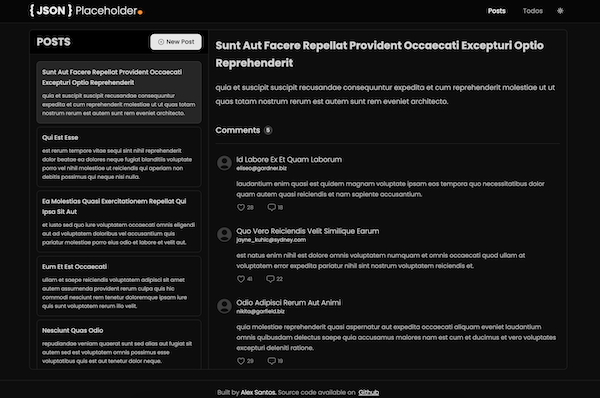 { JSON } Placeholder
Posts
Todos
POSTS
New Post
Sunt Aut Facere Repellat Provident Occaecati
Excepturi Optio Reprehenderit
quia et suscipit suscipit recusandae consequuntur
expedita et cum reprehenderit molestiae ut ut quas totam
nostrum rerum est autem sunt rem eveniet architecto.
Qui Est Esse
est rerum tempore vitae sequi sint nihil reprehenderit
dolor beatae ea dolores neque fugiat blanditiis voluptate
porro vel nihil molestiae ut reiciendis qui aperiam non
debitis possimus qui neque nisi nulla.
Ea Molestias Quasi Exercitationem Repellat Qui
Ipsa Sit Aut
et iusto sed quo iure voluptatem occaecati omnis eligendi
aut ad voluptatem doloribus vel accusantium quis
pariatur molestiae porro eius odio et labore et velit aut.
Eum Et Est Occaecati
ullam et saepe reiciendis voluptatem adipisci sit amet
autem assumenda provident rerum culpa quis hic
commodi nesciunt rem tenetur doloremque ipsam iure
quis sunt voluptatem rerum illo velit.
Nesciunt Quas Odio
repudiandae veniam quaerat sunt sed alias aut fugiat sit
autem sed est voluptatem omnis possimus esse
voluptatibus quis est aut tenetur dolor neque.
Sunt Aut Facere Repellat Provident Occaecati Excepturi Optio
Reprehenderit
quia et suscipit suscipit recusandae consequuntur expedita et cum reprehenderit molestiae ut ut
quas totam nostrum rerum est autem sunt rem eveniet architecto.
Comments 5
Id Labore Ex Et Quam Laborum
eliseo@gardner.biz
laudantium enim quasi est quidem magnam voluptate ipsam eos tempora quo necessitatibus dolor
quam autem quasi reiciendis et nam sapiente accusantium.
28 18
Quo Vero Reiciendis Velit Similique Earum
jayne_kuhic@sydney.com
est natus enim nihil est dolore omnis voluptatem numquam et omnis occaecati quod ullam at
voluptatem error expedita pariatur nihil sint nostrum voluptatem reiciendis et.
41 22
Odio Adipisci Rerum Aut Animi
nikita@garfield.biz
quia molestiae reprehenderit quasi aspernatur aut expedita occaecati aliquam eveniet laudantium
omnis quibusdam delectus saepe quia accusamus maiores nam est cum et ducimus et vero voluptates
excepturi deleniti ratione.
29 19
Built by Alex Santos. Source code available on Github